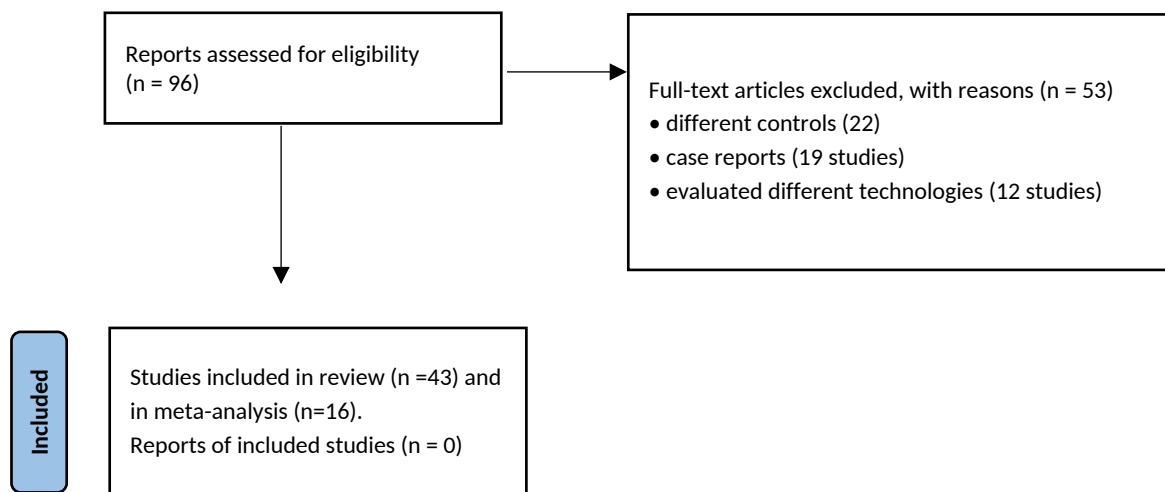 Reports assessed for eligibility
(n = 96)
Full-text articles excluded, with reasons (n = 53)
• different controls (22)
• case reports (19 studies)
• evaluated different technologies (12 studies)
Included
Studies included in review (n =43) and
in meta-analysis (n=16).
Reports of included studies (n = 0)